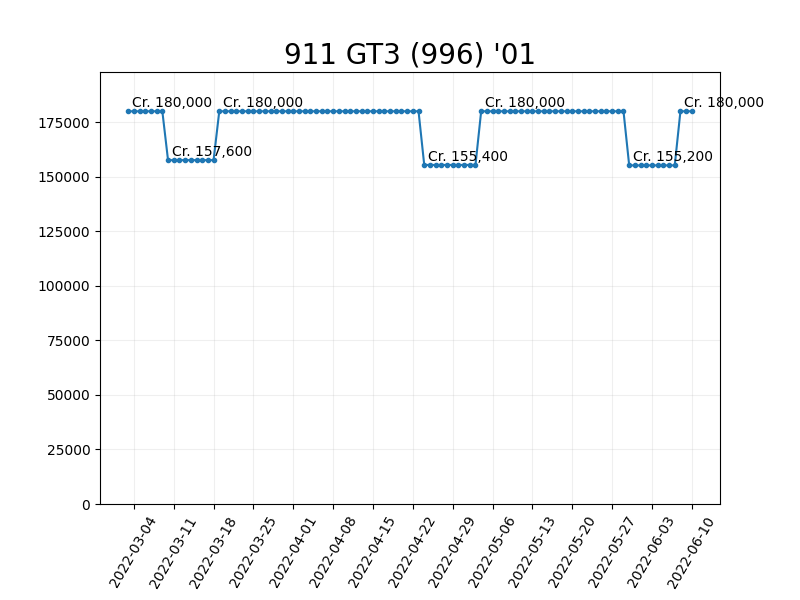 911 GT3 (996) '01
Cr. 180,000
Cr. 180,000
Cr. 180,000
Cr. 180,000
Cr. 157,600
Cr. 155,400
Cr. 155,200
175000
150000
125000
100000
75000
50000
25000
0
2022-03-04
2022-03-11
2022-03-18
2022-03-25
2022-04-01
2022-04-08
2022-04-15
2022-04-22
2022-04-29
2022-05-06
2022-05-13
2022-05-20
2022-05-27
2022-06-03
2022-06-10